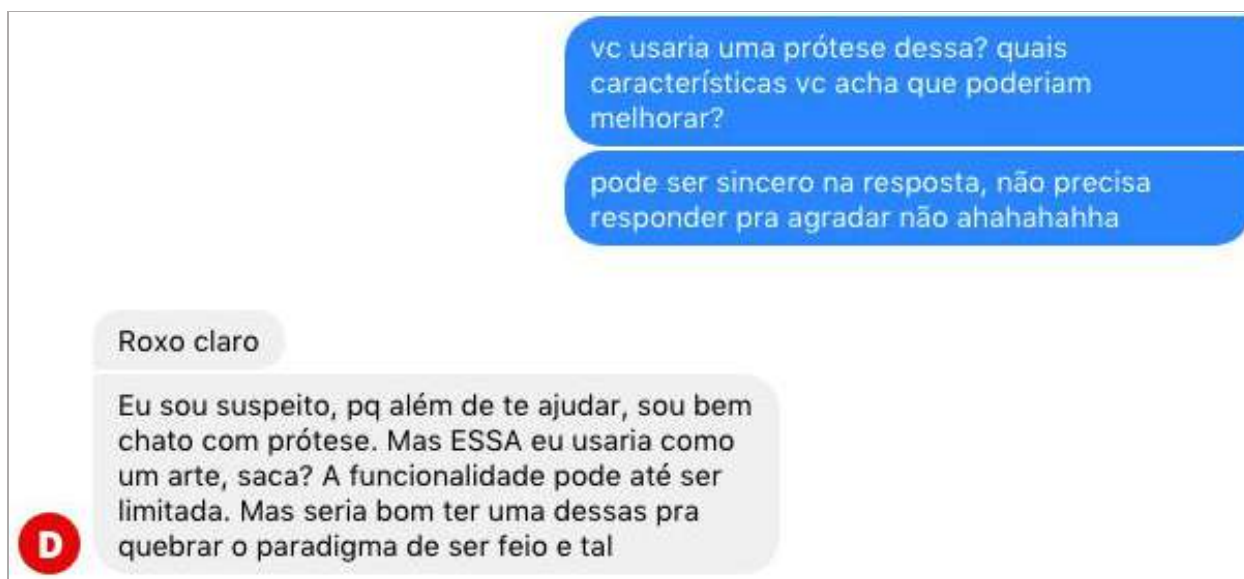 vc usaria uma prótese dessa? quais
características vc acha que poderiam
melhorar?
pode ser sincero na resposta, não precisa
responder pra agradar não ahahahahha
Roxo claro
Eu sou suspeito, pq além de te ajudar, sou bem
chato com prótese. Mas ESSA eu usaria como
um arte, saca? A funcionalidade pode até ser
limitada. Mas seria bom ter uma dessas pra
quebrar o paradigma de ser feio e tal
D